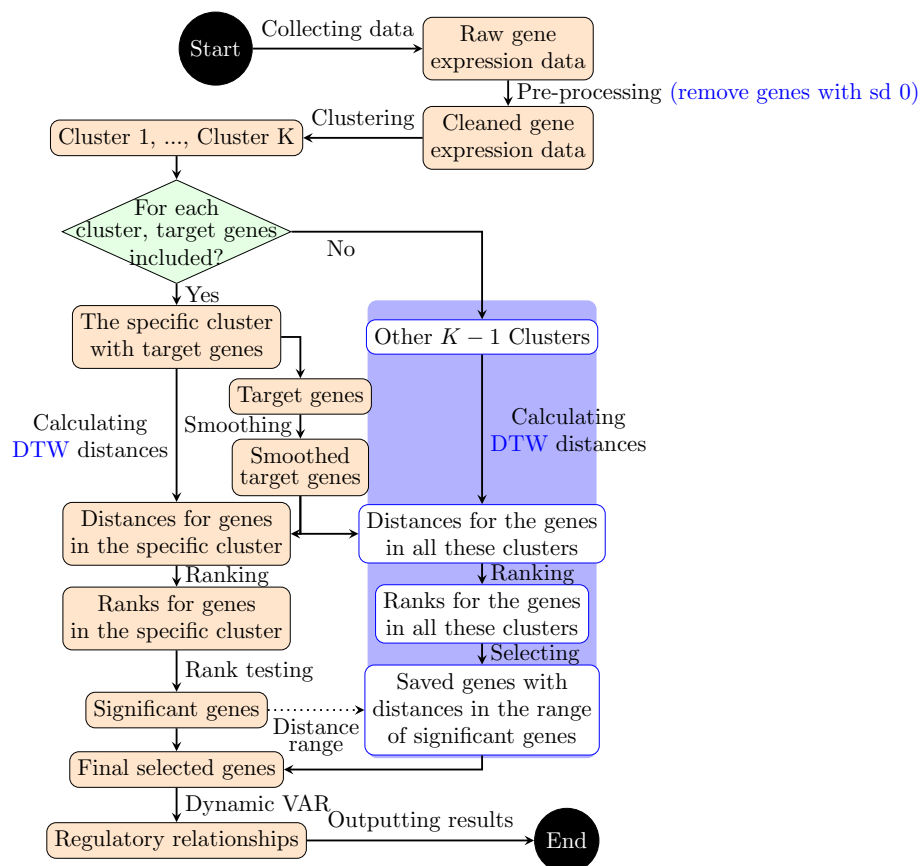 Start
Collecting data
Raw gene
expression data
Pre-processing (remove genes with sd 0)
Cleaned gene
expression data
Clustering
Cluster 1, ..., Cluster K
For each
cluster, target genes
included?
No
Yes
The specific cluster
with target genes
Other K − 1 Clusters
Target genes
Calculating
DTW distances
Smoothing
Smoothed
target genes
Calculating
DTW distances
Distances for genes
in the specific cluster
Distances for the genes
in all these clusters
Ranking
Ranking
Ranks for genes
in the specific cluster
Ranks for the genes
in all these clusters
Rank testing
Selecting
Significant genes
Distance
range
Saved genes with
distances in the range
of significant genes
Final selected genes
Dynamic VAR
Regulatory relationships
Outputting results
End